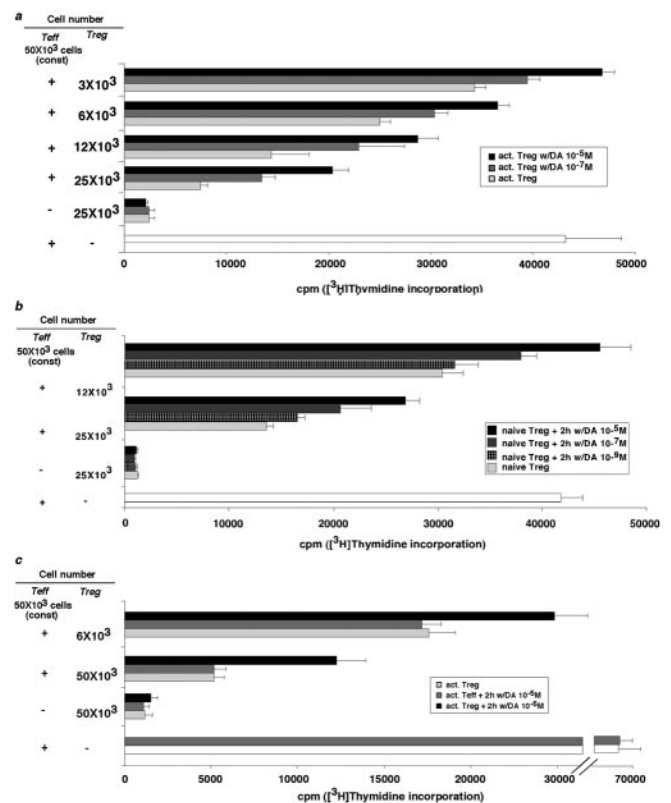 a
Cell number
Teff Treg
50X10³ cells
(const)
+ 3X10³
+ 6X10³
+ 12X10³
+ 25X10³
- 25X10³
+ -
act. Treg w/DA 10⁻⁵M
act. Treg w/DA 10⁻⁷M
act. Treg
0 10000 20000 30000 40000 50000
cpm ([³H]Thymidine incorporation)
b
Cell number
Teff Treg
50X10³ cells
(const)
+ 12X10³
+ 25X10³
- 25X10³
+ -
naive Treg + 2h w/DA 10⁻⁵M
naive Treg + 2h w/DA 10⁻⁷M
naive Treg + 2h w/DA 10⁻⁹M
naive Treg
0 10000 20000 30000 40000 50000
cpm ([³H]Thymidine incorporation)
c
Cell number
Teff Treg
50X10³ cells
(const)
+ 6X10³
+ 50X10³
- 50X10³
+ -
act. Treg
act. Teff + 2h w/DA 10⁻⁵M
act. Treg + 2h w/DA 10⁻⁵M
0 5000 10000 15000 20000 30000 70000
cpm ([³H]Thymidine incorporation)